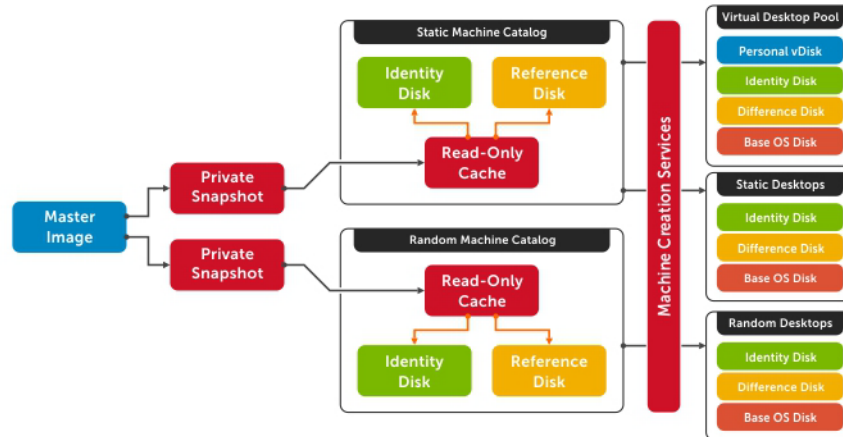 Master
Image
Private
Snapshot
Private
Snapshot
Static Machine Catalog
Identity
Disk
Reference
Disk
Read-Only
Cache
Random Machine Catalog
Read-Only
Cache
Identity
Disk
Reference
Disk
Machine Creation Services
Virtual Desktop Pool
Personal vDisk
Identity Disk
Difference Disk
Base OS Disk
Static Desktops
Identity Disk
Difference Disk
Base OS Disk
Random Desktops
Identity Disk
Difference Disk
Base OS Disk